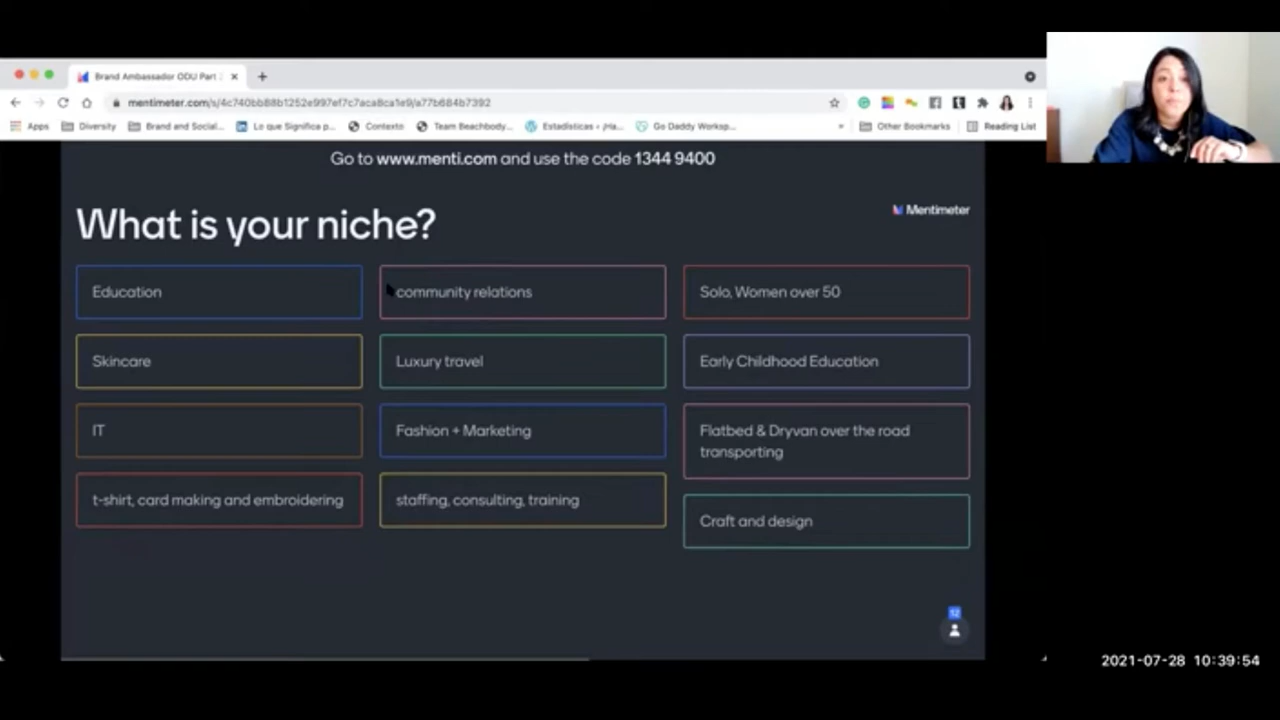 Brand Ambassador ODU Part
mentimeter.com/s/4c740bb88b1252e997ef7c7aca8ca1e9/a77b684b7392
Apps Diversity Brand and Social... Lo que Significa p... Contexto Team Beachbody... Estadísticas ‹ ¡Ha... Go Daddy Worksp... » Other Bookmarks Reading List
Go to www.menti.com and use the code 1344 9400
What is your niche?
Mentimeter
Education
community relations
Solo, Women over 50
Skincare
Luxury travel
Early Childhood Education
IT
Fashion + Marketing
Flatbed & Dryvan over the road
transporting
t-shirt, card making and embroidering
staffing, consulting, training
Craft and design
52
2021-07-28 10:39:54